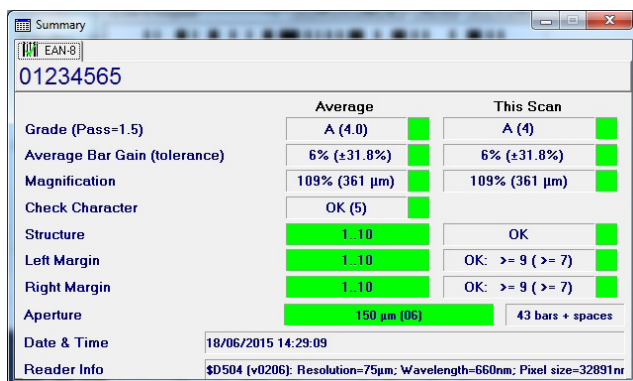 Summary
EAN-8
01234565
Average This Scan
Grade (Pass=1.5) A (4.0) A (4)
Average Bar Gain (tolerance) 6% (±31.8%) 6% (±31.8%)
Magnification 109% (361 µm) 109% (361 µm)
Check Character OK (5)
Structure 1..10 OK
Left Margin 1..10 OK: >= 9 ( >= 7)
Right Margin 1..10 OK: >= 9 ( >= 7)
Aperture 150 µm (06) 43 bars + spaces
Date & Time 18/06/2015 14:29:09
Reader Info $D504 (v0206): Resolution=75µm; Wavelength=660nm; Pixel size=32891nr